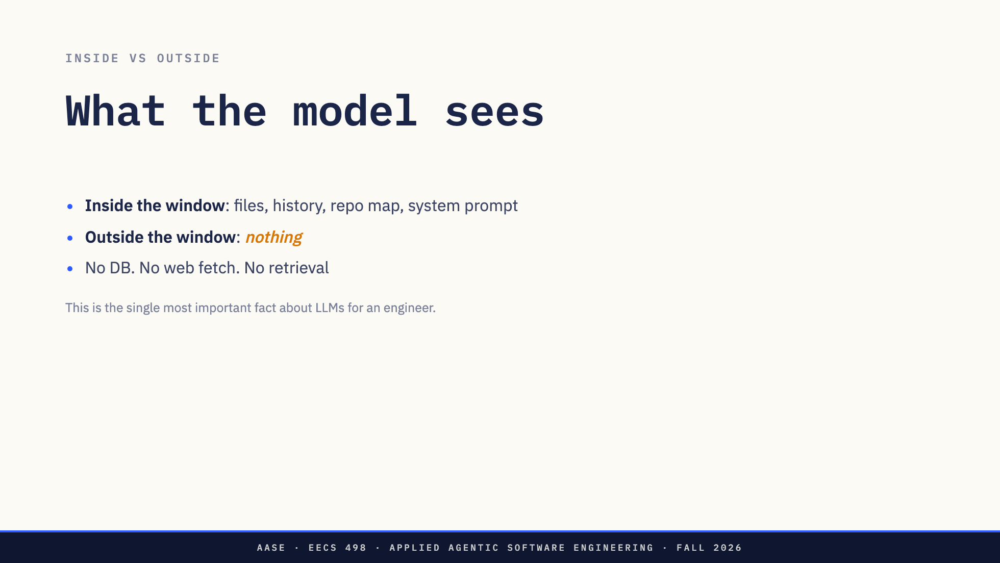 INSIDE VS OUTSIDE
What the model sees
• Inside the window: files, history, repo map, system prompt
• Outside the window: nothing
• No DB. No web fetch. No retrieval
This is the single most important fact about LLMs for an engineer.
AASE · EECS 498 · APPLIED AGENTIC SOFTWARE ENGINEERING · FALL 2026